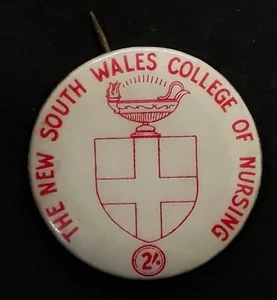 THE NEW SOUTH WALES COLLEGE OF NURSING
2/-